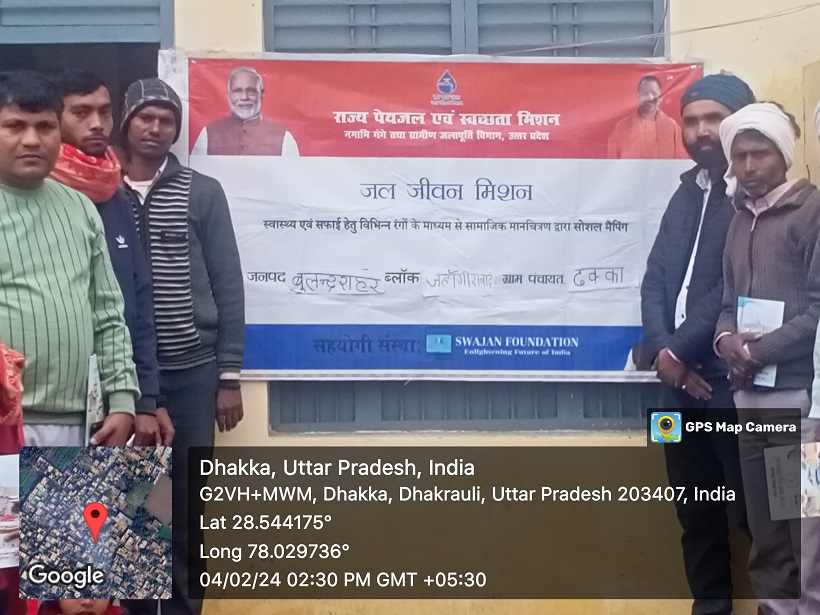 राज्य पेयजल एवं स्वच्छता मिशन
नमामि गंगे तथा ग्रामीण जलापूर्ति विभाग, उत्तर प्रदेश
जल जीवन मिशन
स्वास्थ्य एवं सफाई हेतु विभिन्न रंगों के माध्यम से सामाजिक मानचित्रण द्वारा सोशल मैपिंग
जनपद बुलन्दशहर ब्लॉक जहाँगीराबाद ग्राम पंचायत ढक्का
सहयोगी संस्था: SWAJAN FOUNDATION
Enlightening Future of India
GPS Map Camera
Dhakka, Uttar Pradesh, India
G2VH+MWM, Dhakka, Dhakrauli, Uttar Pradesh 203407, India
Lat 28.544175°
Long 78.029736°
04/02/24 02:30 PM GMT +05:30
Google